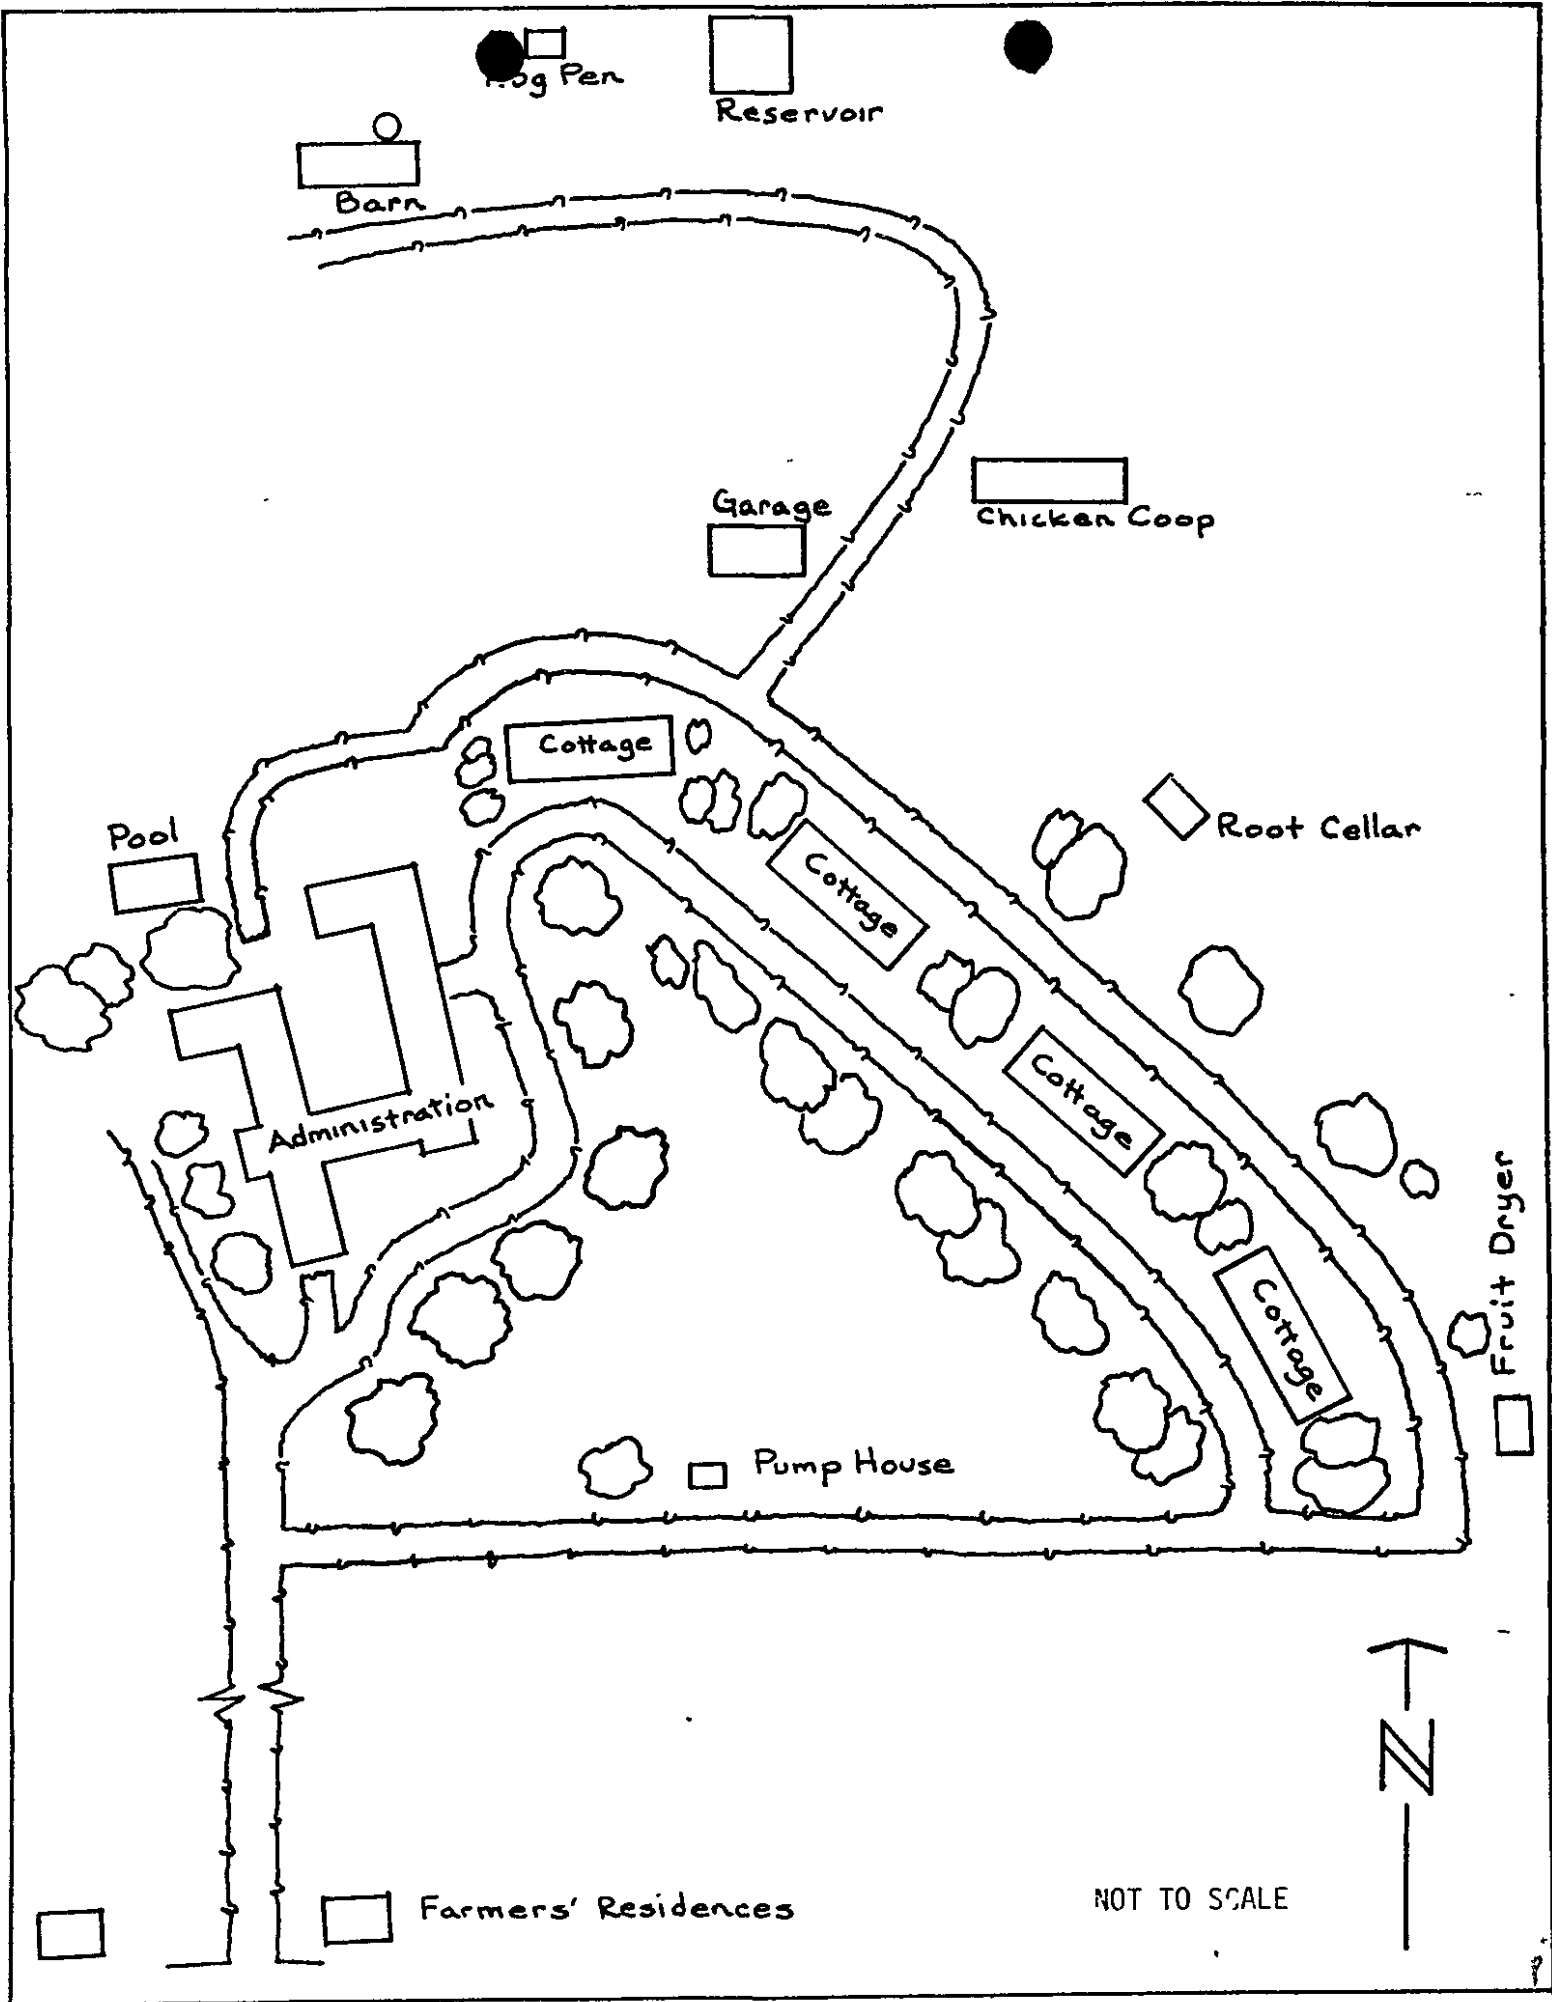 Hog Pen
Reservoir
Barn
Garage
Chicken Coop
Cottage
Pool
Root Cellar
Cottage
Cottage
Administration
Fruit Dryer
Cottage
Pump House
N
Farmers' Residences
NOT TO SCALE